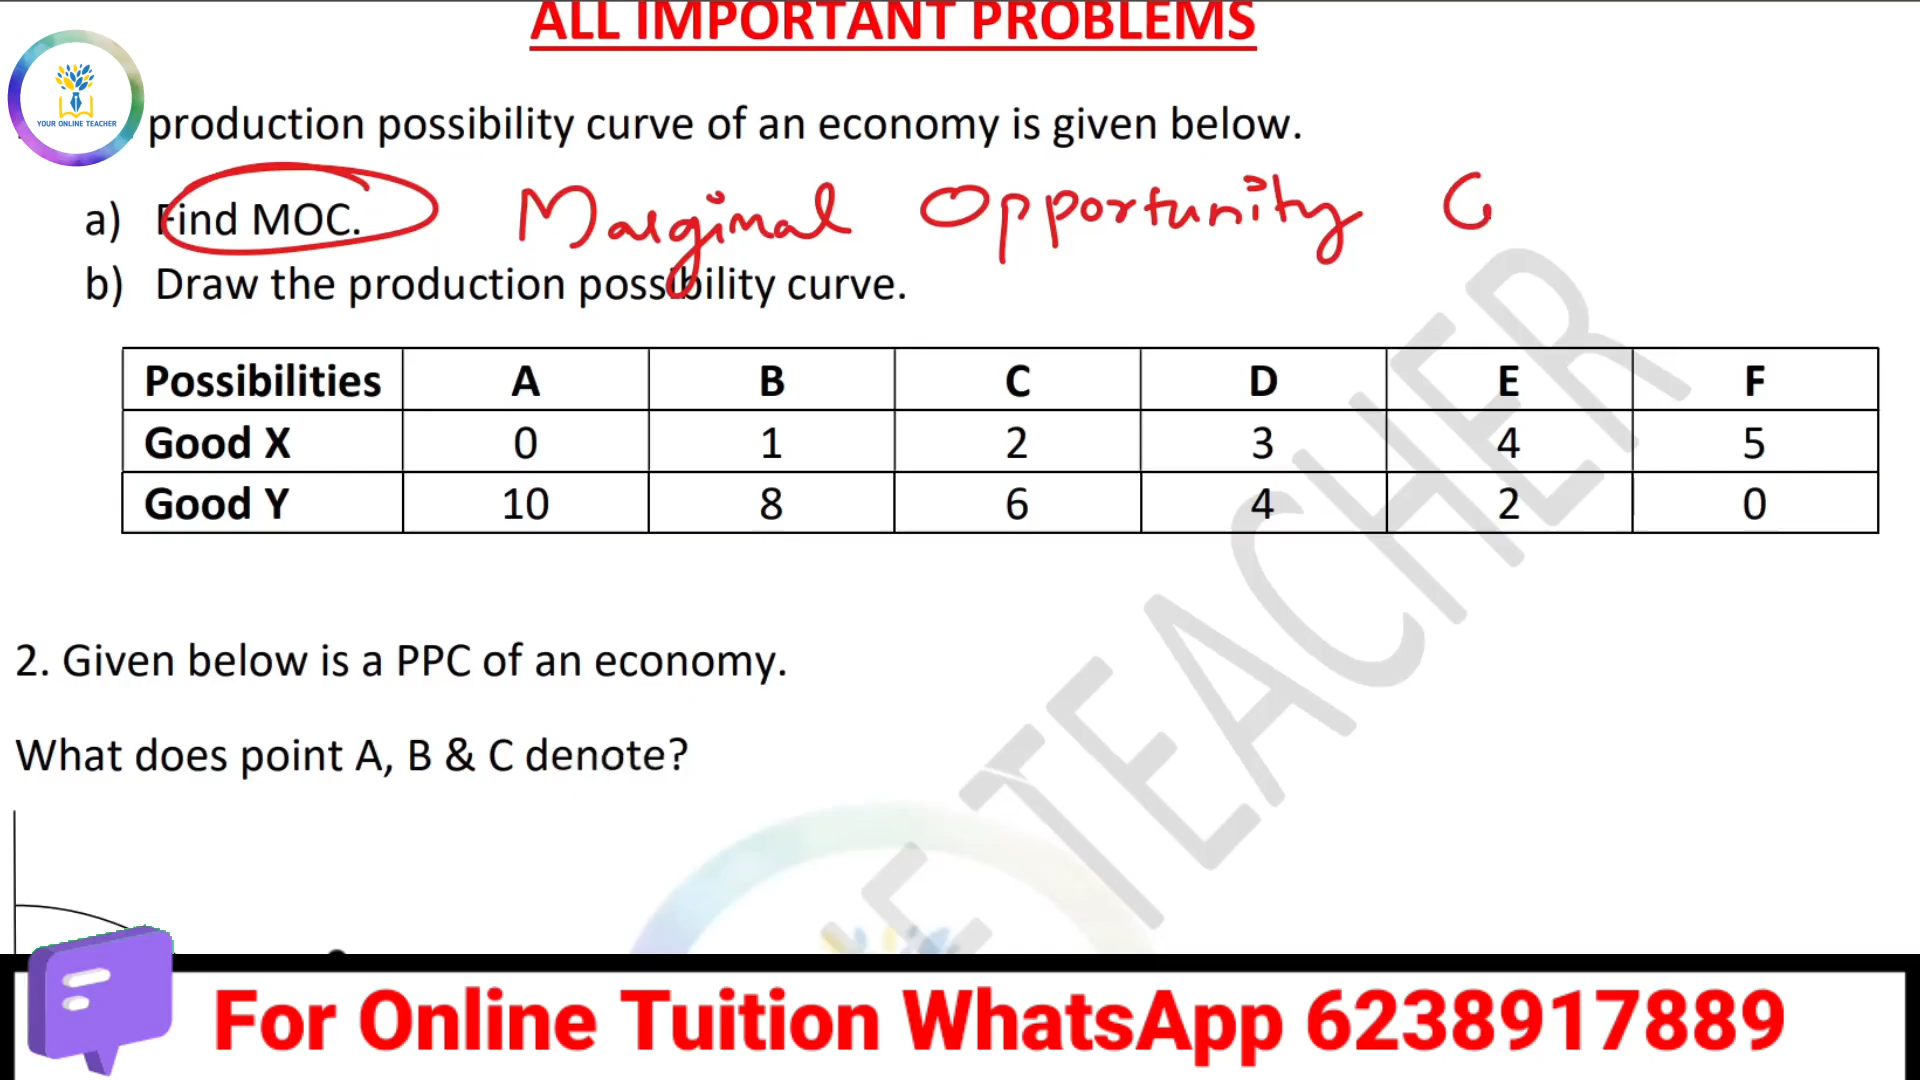 ALL IMPORTANT PROBLEMS
YOUR ONLINE TEACHER
production possibility curve of an economy is given below.
a) Find MOC. Marginal Opportunity C
b) Draw the production possibility curve.
Possibilities A B C D E F
Good X 0 1 2 3 4 5
Good Y 10 8 6 4 2 0
2. Given below is a PPC of an economy.
What does point A, B & C denote?
TEACHER
For Online Tuition WhatsApp 6238917889